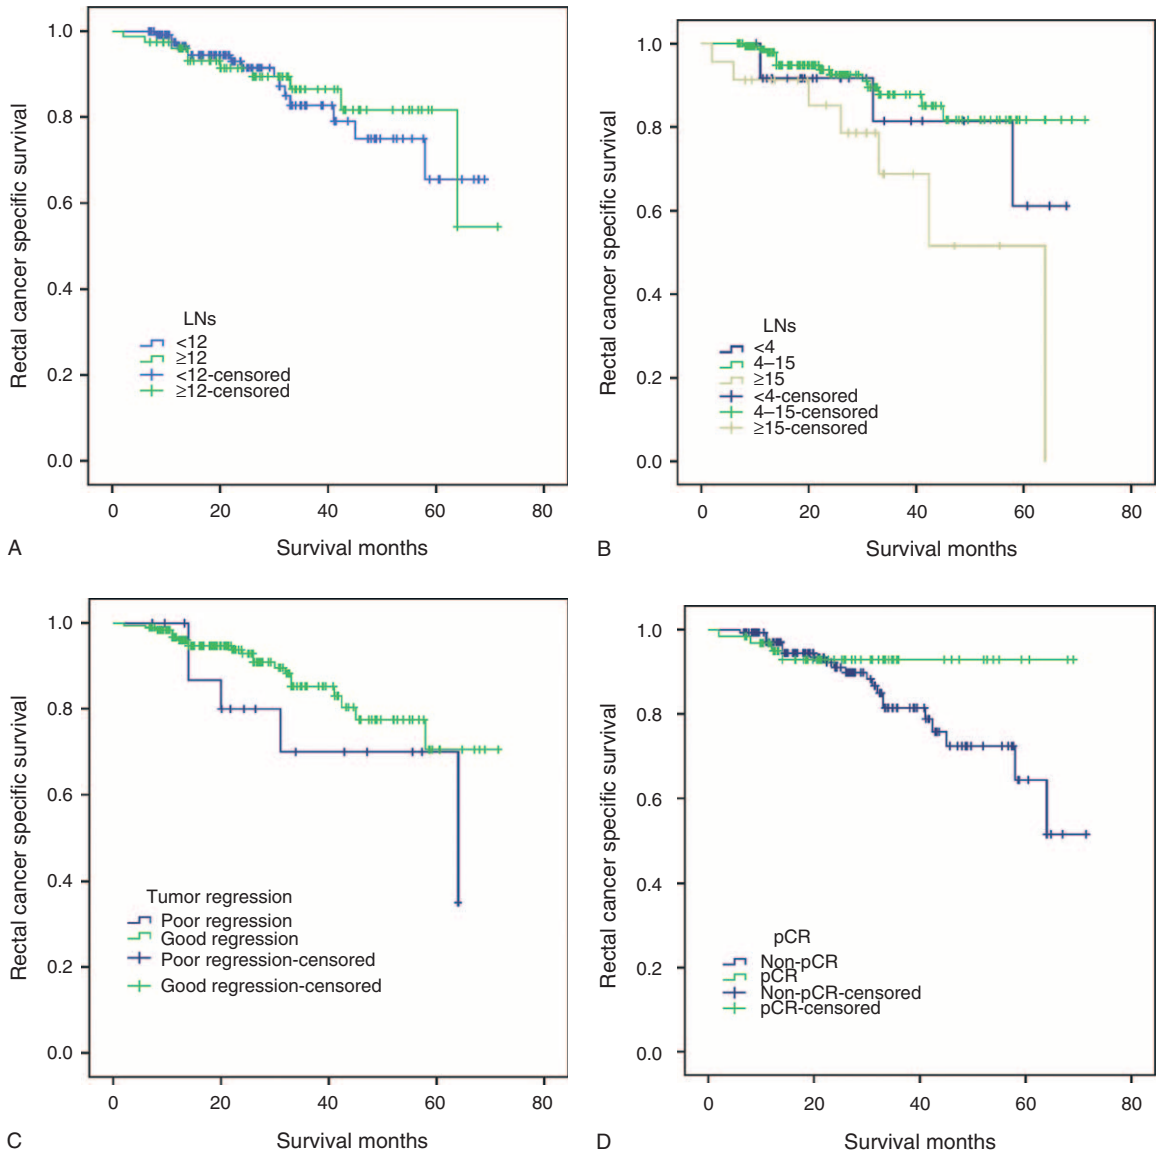 Rectal cancer specific survival
1.0
0.8
0.6
0.4
0.2
0.0
LNs
<12
≥12
<12-censored
≥12-censored
0 20 40 60 80
Survival months
A
Rectal cancer specific survival
1.0
0.8
0.6
0.4
0.2
0.0
LNs
<4
4–15
≥15
<4-censored
4–15-censored
≥15-censored
0 20 40 60 80
Survival months
B
Rectal cancer specific survival
1.0
0.8
0.6
0.4
0.2
0.0
Tumor regression
Poor regression
Good regression
Poor regression-censored
Good regression-censored
0 20 40 60 80
Survival months
C
Rectal cancer specific survival
1.0
0.8
0.6
0.4
0.2
0.0
pCR
Non-pCR
pCR
Non-pCR-censored
pCR-censored
0 20 40 60 80
Survival months
D